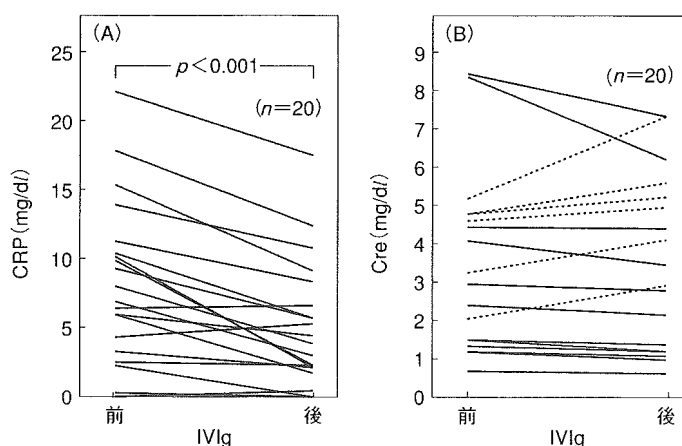 (A)
25
20
15
10
5
0
CRP(mg/dl)
p<0.001
(n=20)
前
後
IVIg
(B)
9
8
7
6
5
4
3
2
1
0
Cre(mg/dl)
(n=20)
前
後
IVIg